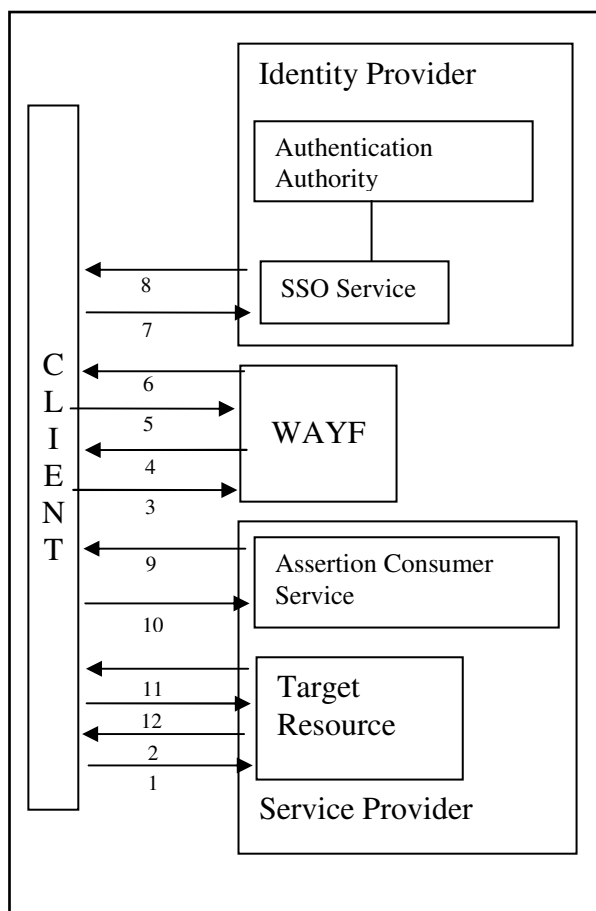 Identity Provider
Authentication
Authority
SSO Service
8
7
C
L
I
E
N
T
6
5
4
3
WAYF
9
10
Assertion Consumer
Service
11
12
2
1
Target
Resource
Service Provider